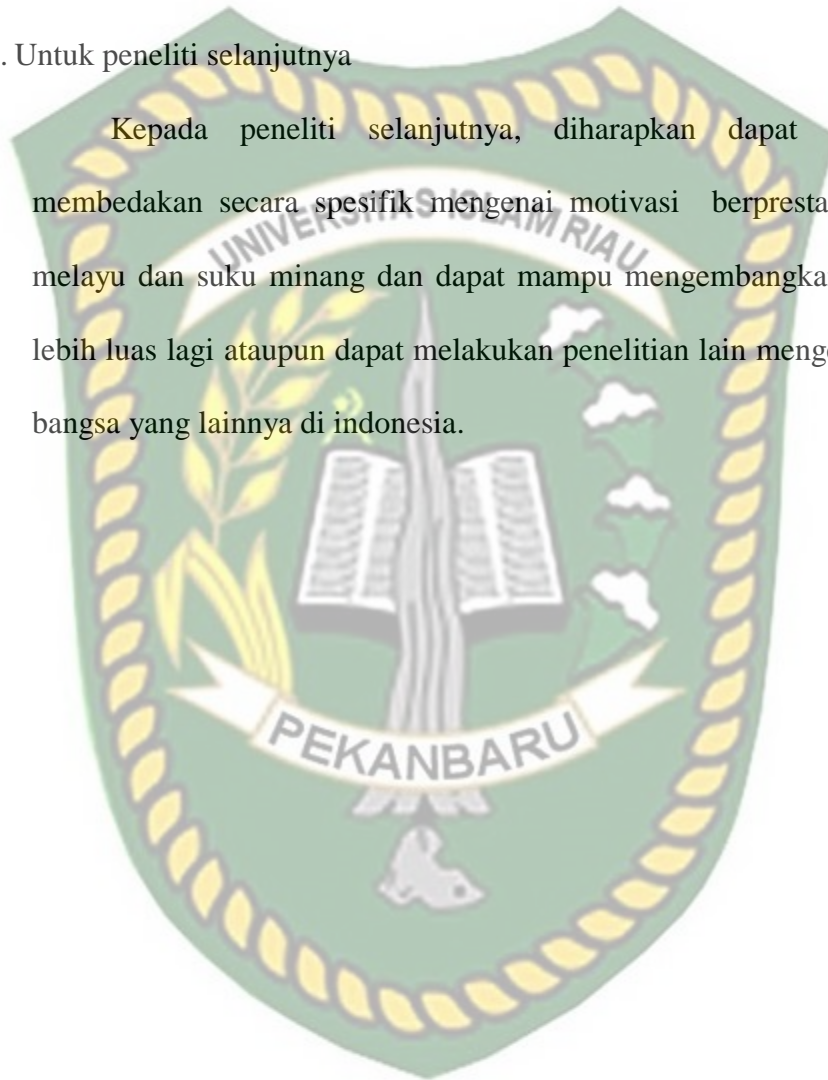 . Untuk peneliti selanjutnya
Kepada peneliti selanjutnya, diharapkan dapat
membedakan secara spesifik mengenai motivasi berpresta
UNIVERSITAS ISLAM RIAU
melayu dan suku minang dan dapat mampu mengembangka
lebih luas lagi ataupun dapat melakukan penelitian lain meng
bangsa yang lainnya di indonesia.
PEKANBARU